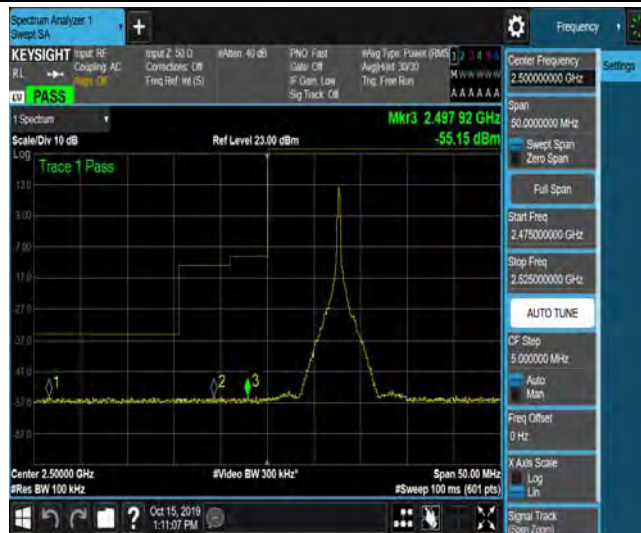 Spectrum Analyzer 1
Swept SA
+
Frequency
KEYSIGHT
RL
LV PASS
Input: RF
Coupling: AC
Align: Off
Input Z: 50 Ω
Corrections: Off
Freq Ref: Int (S)
#Atten: 40 dB
PNO: Fast
Gate: Off
IF Gain: Low
Sig Track: Off
#Avg Type: Power (RMS)
Avg|Hold: 30/30
Trig: Free Run
1 2 3 4 5 6
M W W W W W
A A A A A A
1 Spectrum
Scale/Div 10 dB
Ref Level 23.00 dBm
Mkr3 2.497 92 GHz
-55.15 dBm
Log
Trace 1 Pass
13.0
3.00
-7.00
-17.0
-27.0
-37.0
-47.0
-57.0
-67.0
1
2
3
Center 2.50000 GHz
#Res BW 100 kHz
#Video BW 300 kHz*
Span 50.00 MHz
#Sweep 100 ms (601 pts)
?
Oct 15, 2019
1:11:07 PM
Center Frequency
2.500000000 GHz
Settings
Span
50.0000000 MHz
Swept Span
Zero Span
Full Span
Start Freq
2.475000000 GHz
Stop Freq
2.525000000 GHz
AUTO TUNE
CF Step
5.000000 MHz
Auto
Man
Freq Offset
0 Hz
X Axis Scale
Log
Lin
Signal Track
(Span Zoom)